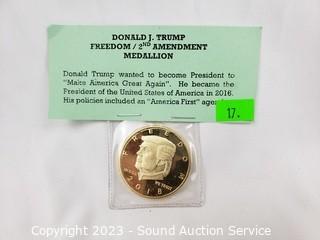 DONALD J. TRUMP
FREEDOM / 2ND AMENDMENT
MEDALLION
Donald Trump wanted to become President to
"Make America Great Again". He became the
President of the United States of America in 2016.
His policies included an "America First"
17.
FREEDOM
2018
Copyright 2023 - Sound Auction Service